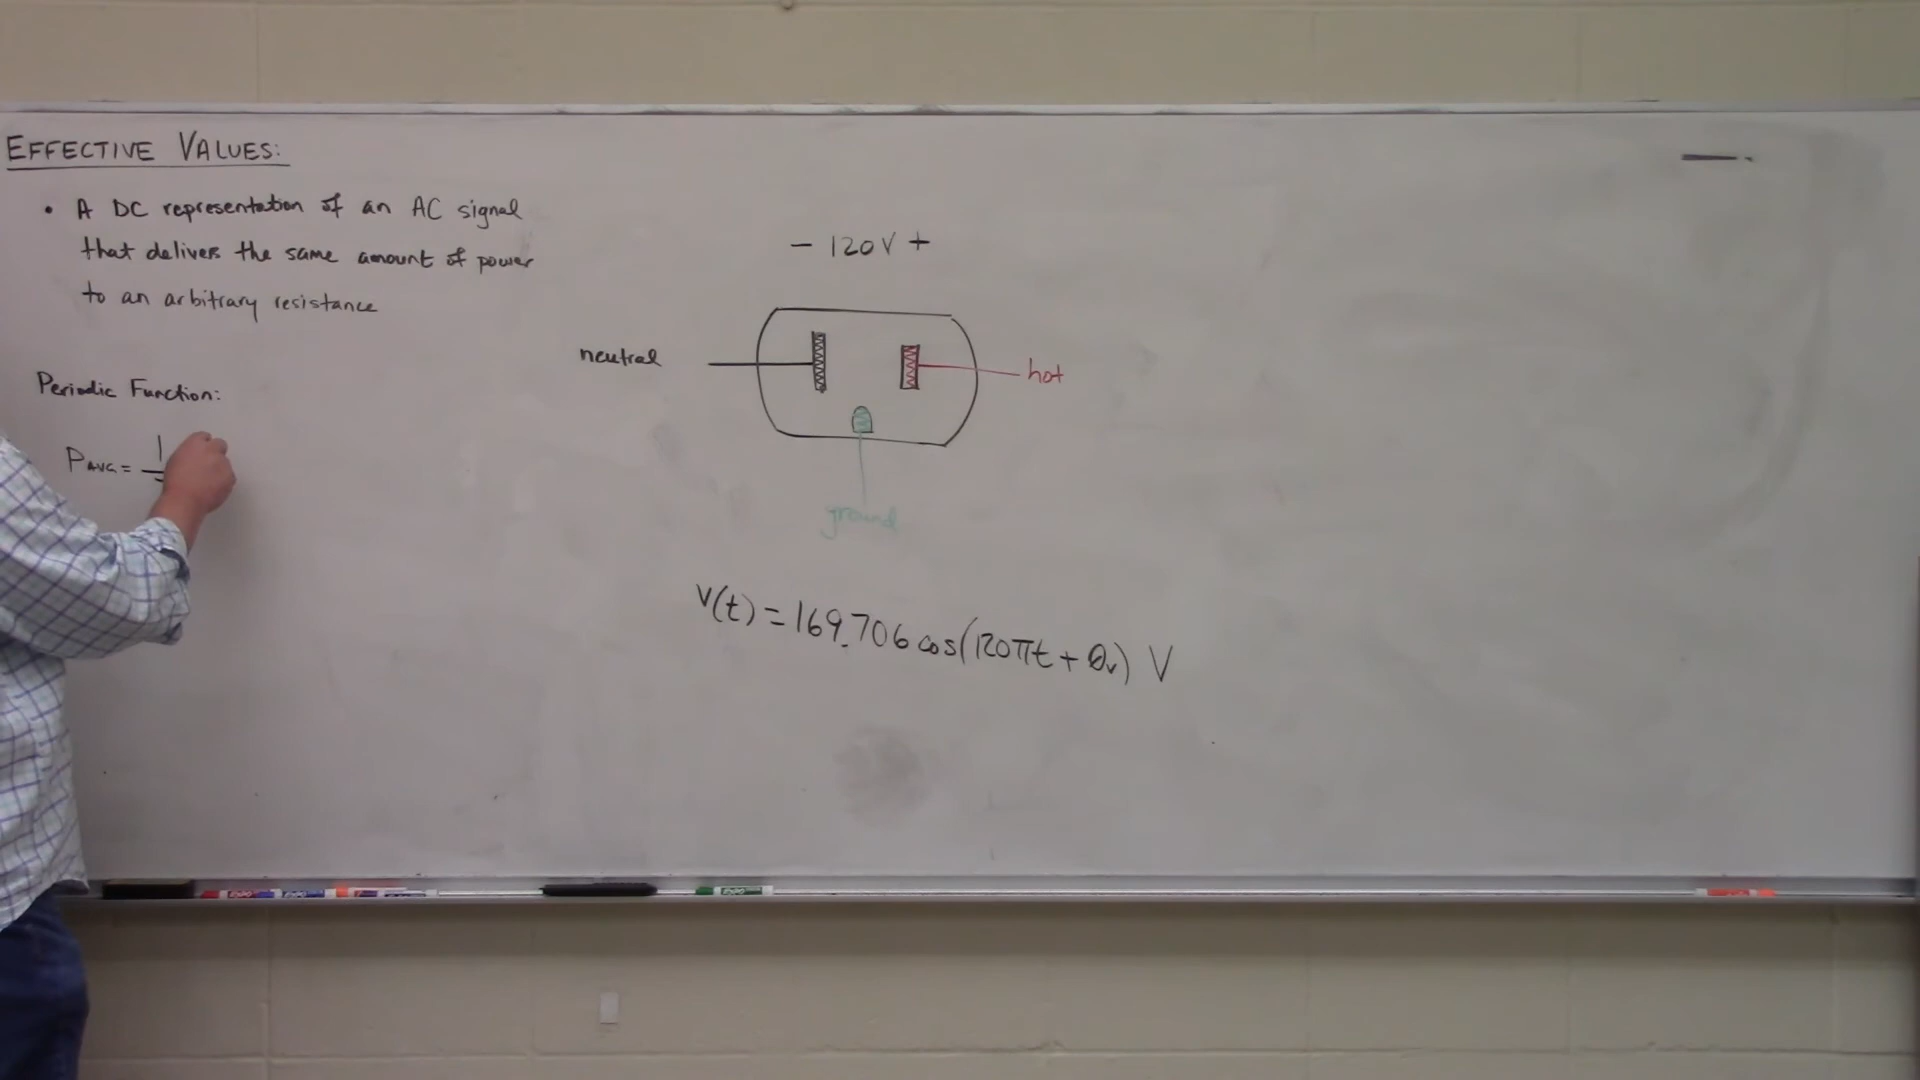 EFFECTIVE VALUES:
• A DC representation of an AC signal
that delivers the same amount of power
to an arbitrary resistance
Periodic Function:
PAVG = 1
− 120V +
neutral
hot
ground
V(t) = 169.706 cos(120πt + θv) V